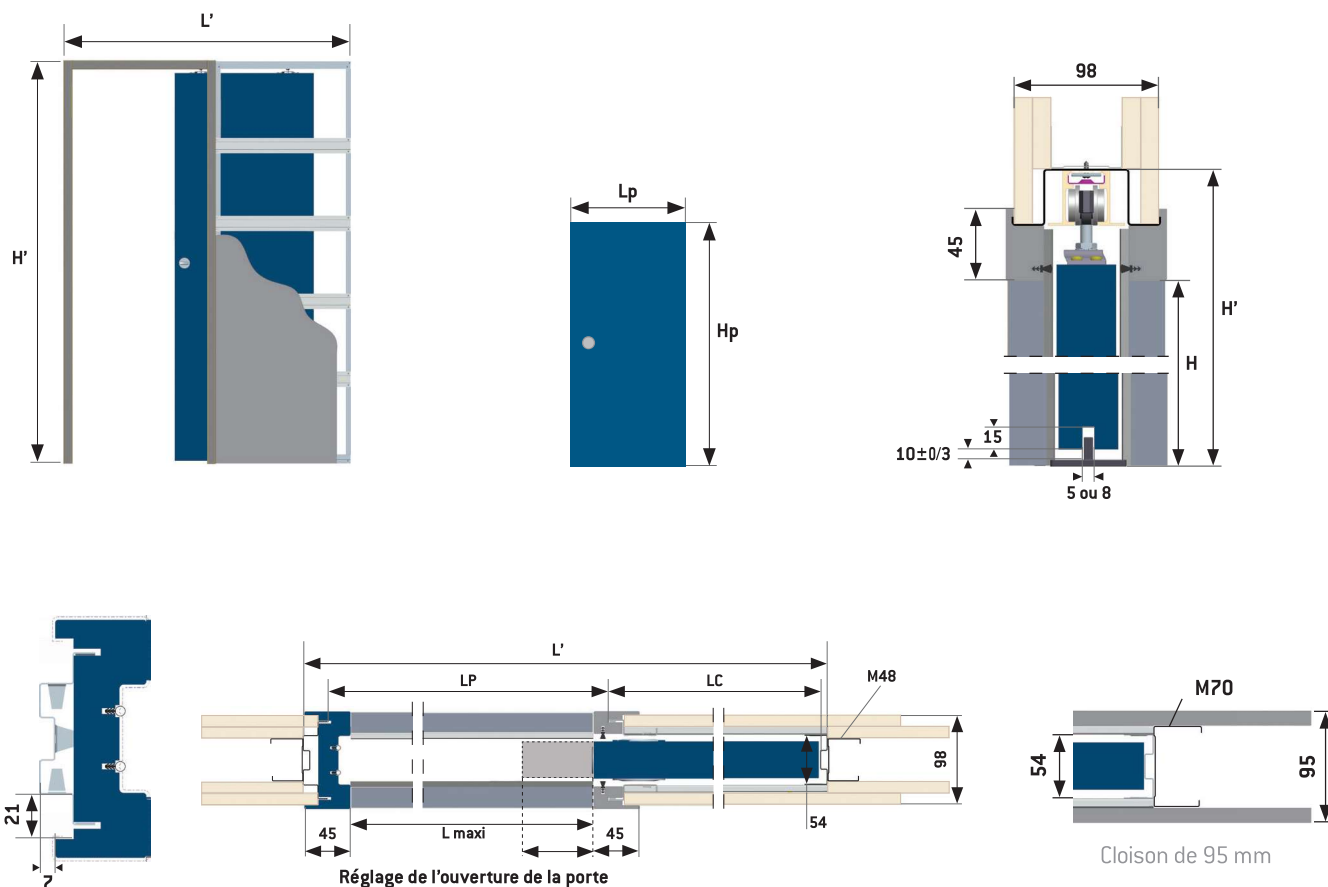 L'
H'
Lp
Hp
98
45
H'
H
15
10±0/3
5 ou 8
21
7
L'
LP
LC
M48
98
54
45
L maxi
45
Réglage de l'ouverture de la porte
M70
54
95
Cloison de 95 mm